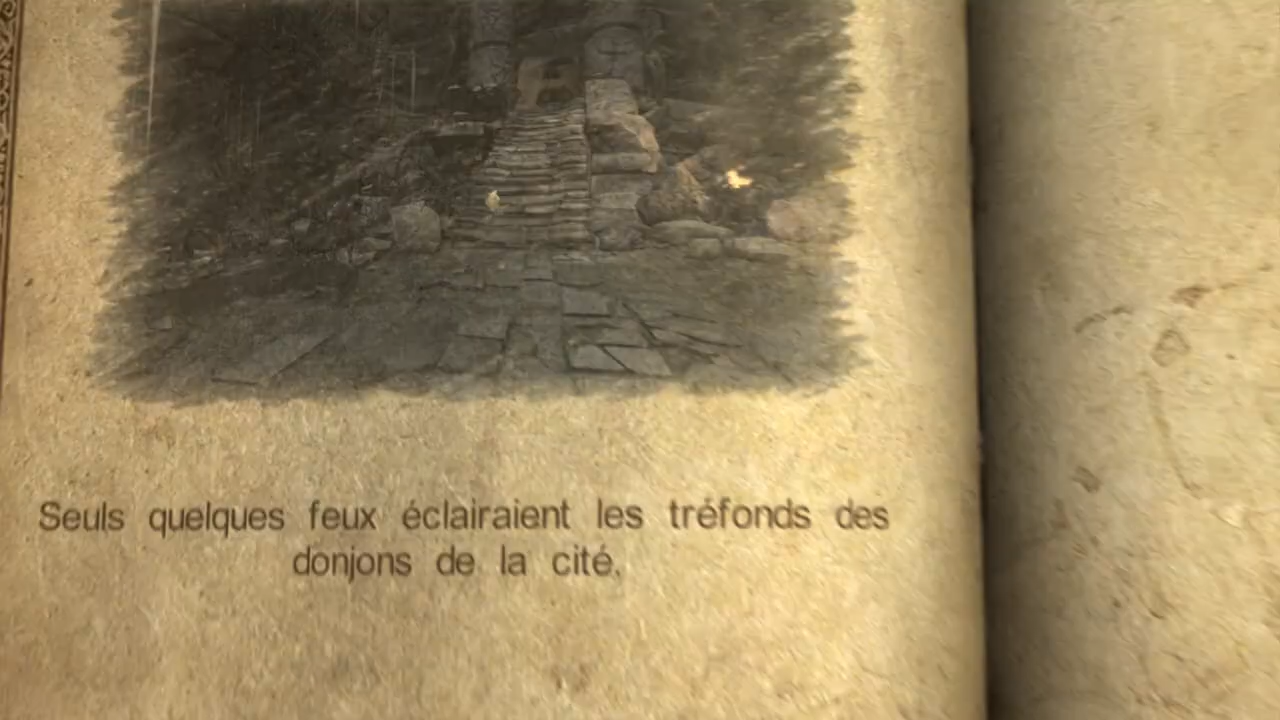 Seuls quelques feux éclairaient les tréfonds des
donjons de la cité.